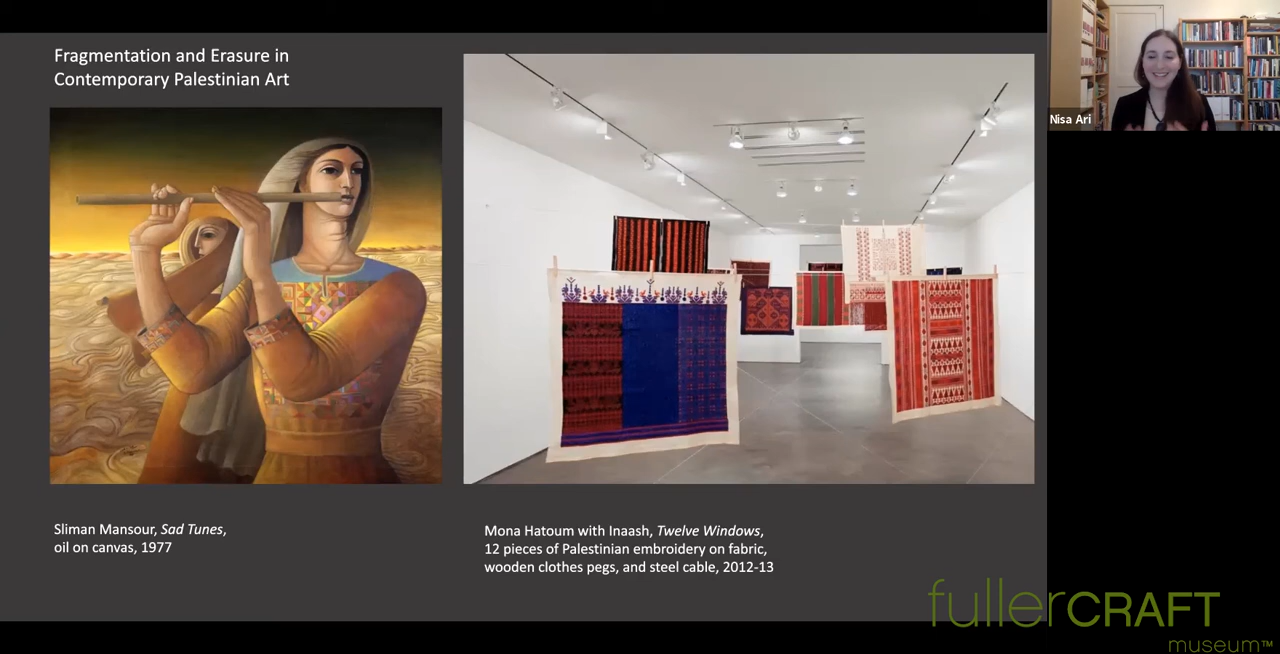 Fragmentation and Erasure in
Contemporary Palestinian Art
Nisa Ari
Sliman Mansour, Sad Tunes,
oil on canvas, 1977
Mona Hatoum with Inaash, Twelve Windows,
12 pieces of Palestinian embroidery on fabric,
wooden clothes pegs, and steel cable, 2012-13
fullerCRAFT
museum™